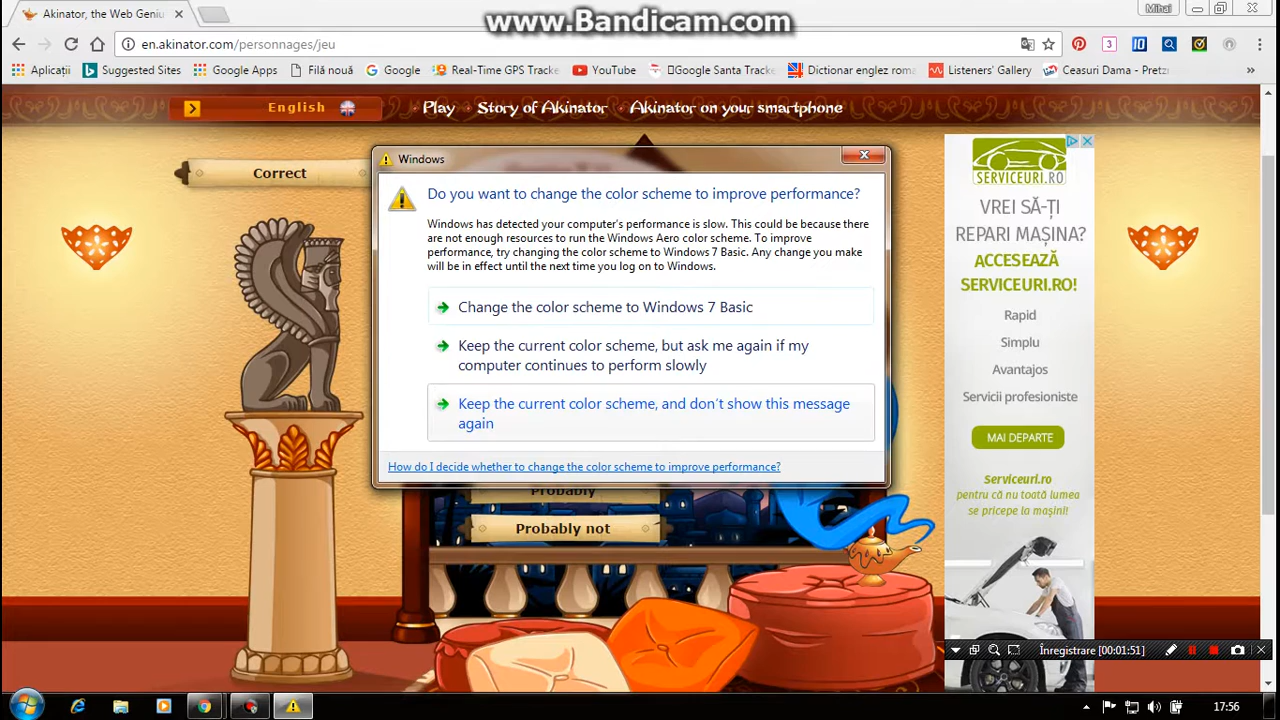 www.Bandicam.com
Akinator, the Web Geniu
Mihai
en.akinator.com/personnages/jeu
Aplicații
Suggested Sites
Google Apps
Filă nou
Google
Real-Time GPS Tracke
YouTube
Google Santa Tracke
Dictionar englez roma
Listeners' Gallery
Ceasuri Dama - Pretz
»
English
Play
Story of Akinator
Akinator on your smartphone
Correct
Windows
Do you want to change the color scheme to improve performance?
Windows has detected your computer's performance is slow. This could be because there
are not enough resources to run the Windows Aero color scheme. To improve
performance, try changing the color scheme to Windows 7 Basic. Any change you make
will be in effect until the next time you log on to Windows.
Change the color scheme to Windows 7 Basic
Keep the current color scheme, but ask me again if my
computer continues to perform slowly
Keep the current color scheme, and don't show this message
again
How do I decide whether to change the color scheme to improve performance?
Probably
Probably not
SERVICEURI.RO
VREI SĂ-ȚI
REPARI MAȘINA?
ACCESEAZĂ
SERVICEURI.RO!
Rapid
Simplu
Avantajos
Servicii profesioniste
MAI DEPARTE
Serviceuri.ro
pentru că nu toată lumea
se pricepe la mașini!
Înregistrare [00:01:51]
17:56